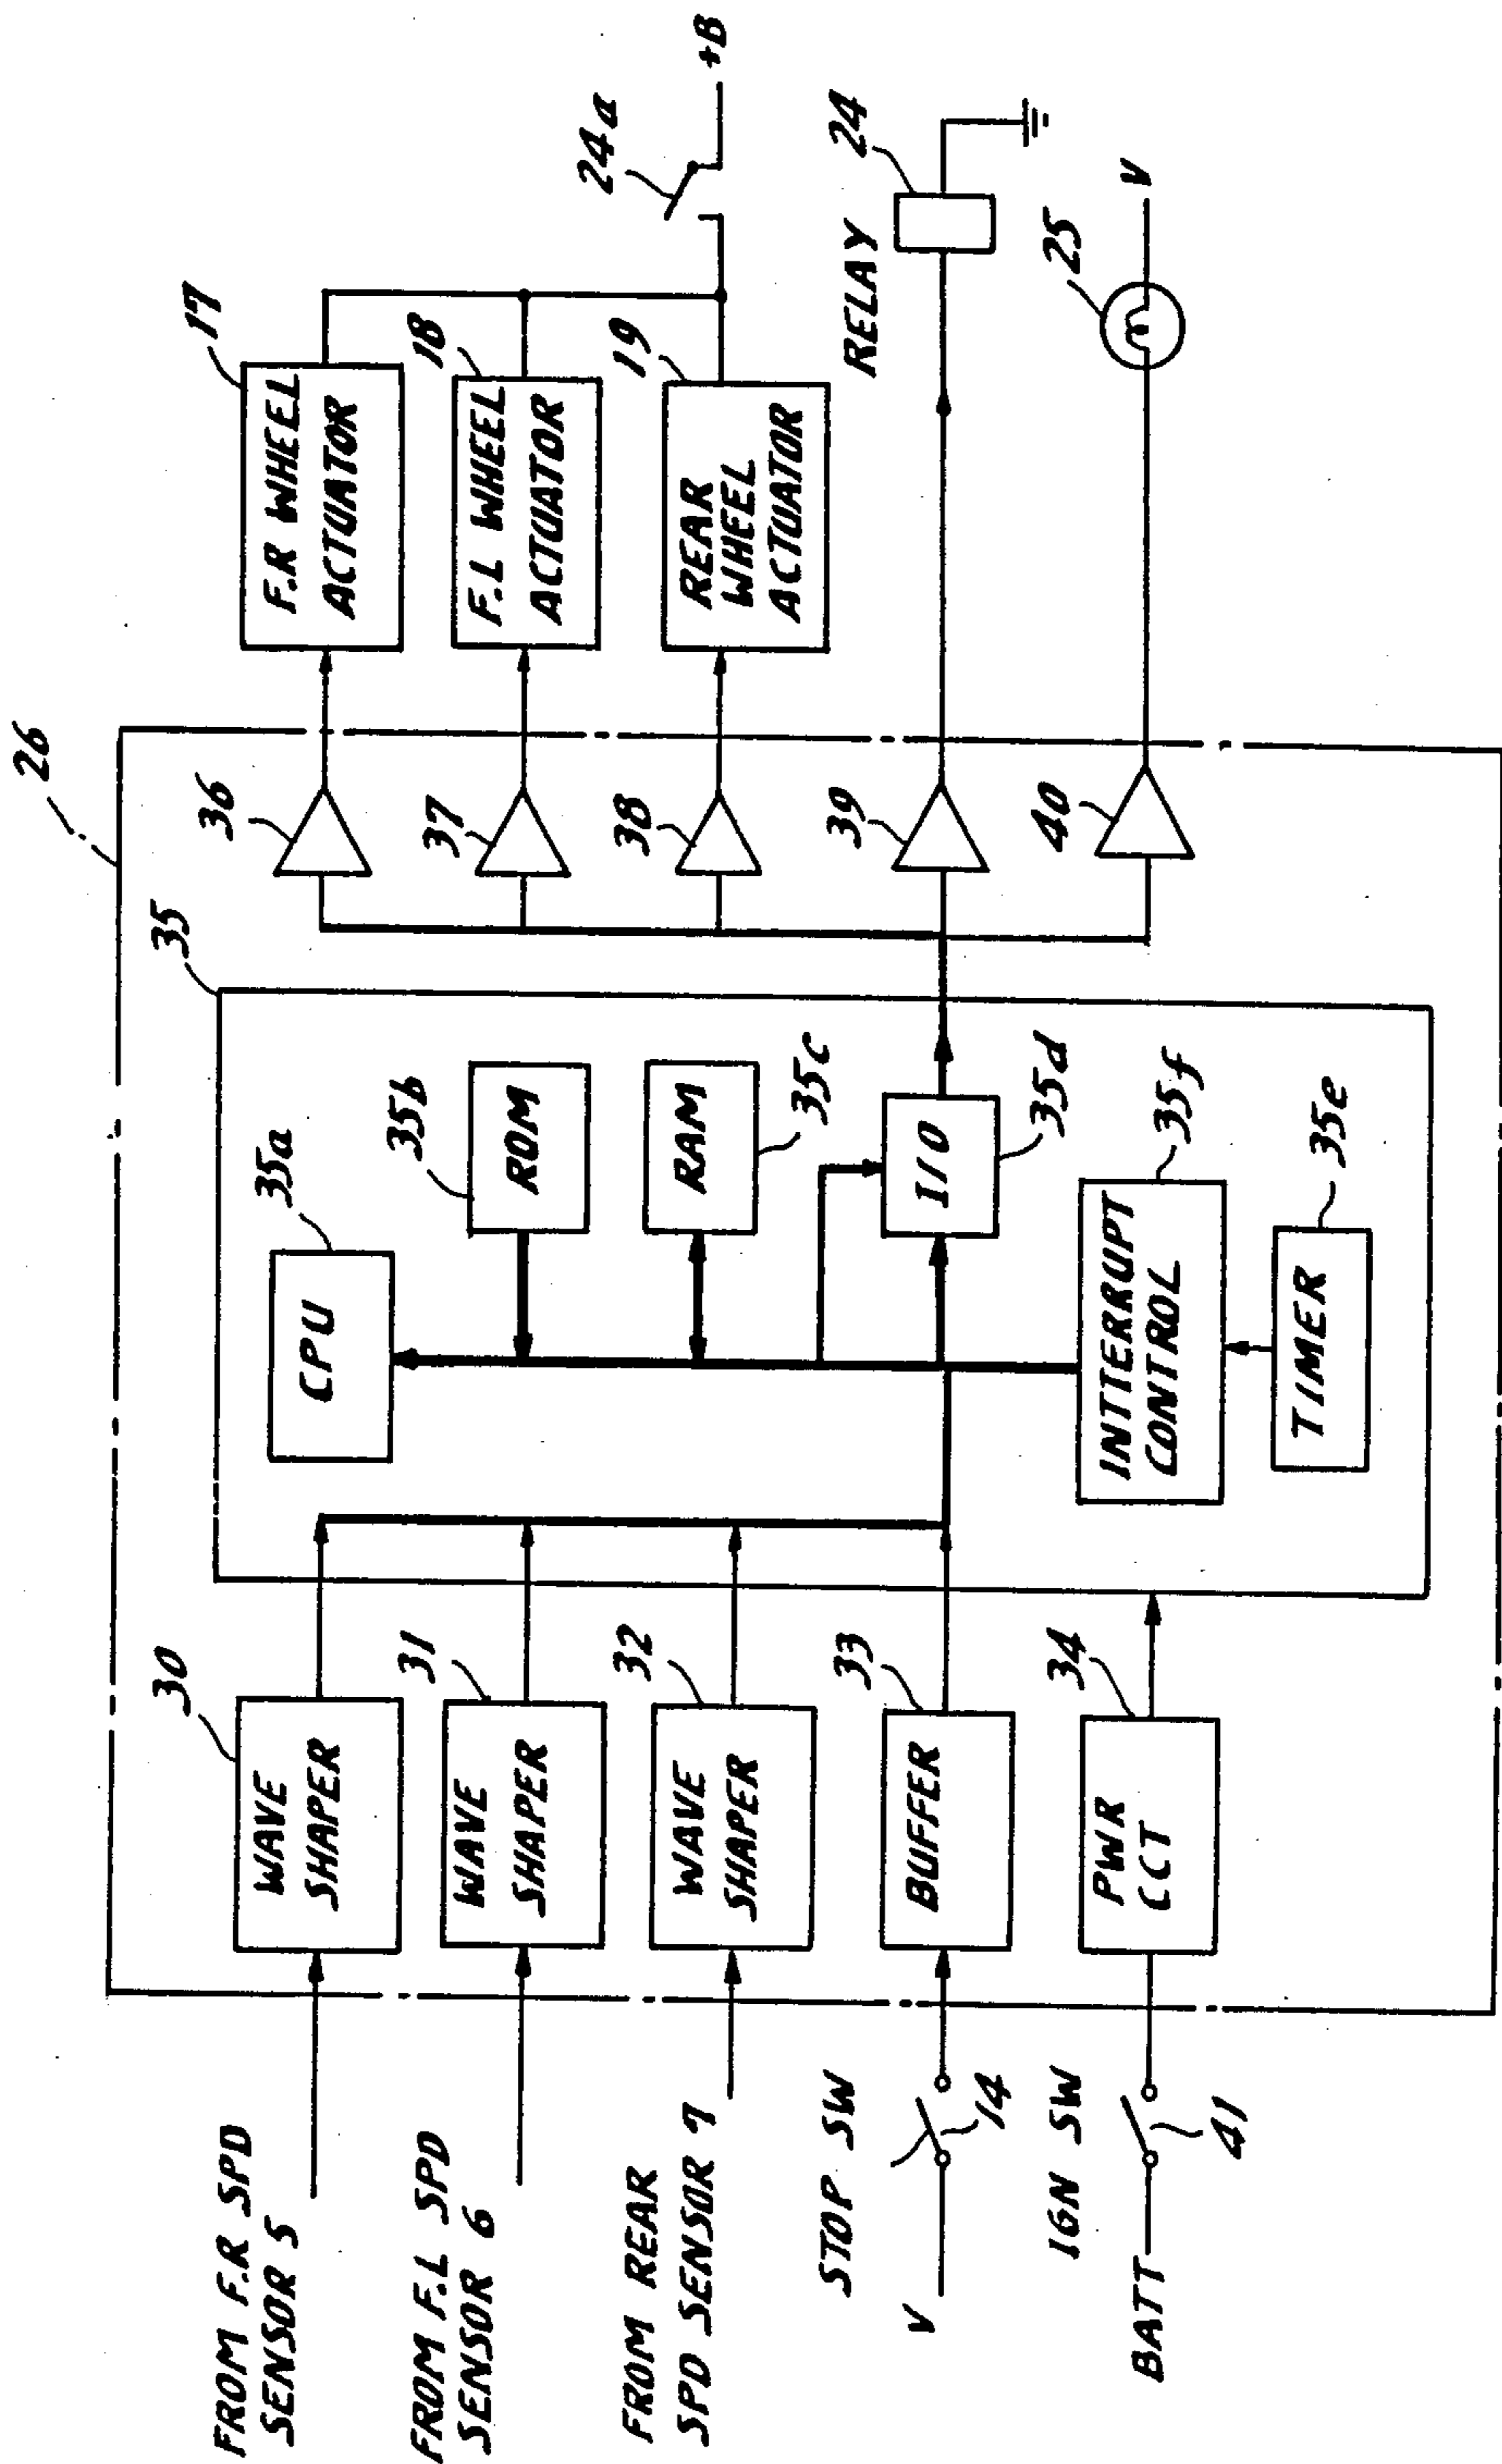 FROM F.R SPD
SENSOR 5
FROM F.L SPD
SENSOR 6
FROM REAR
SPD SENSOR 7
STOP SW
V
14
IGN SW
BATT
41
26
30
WAVE
SHAPER
31
WAVE
SHAPER
32
WAVE
SHAPER
33
BUFFER
34
PWR
CCT
35
35a
CPU
35b
ROM
RAM
35c
I/O
35d
INTTERRUPT
CONTROL
35f
TIMER
35e
36
37
38
39
40
17
F.R WHEEL
ACTUATOR
18
F.L WHEEL
ACTUATOR
19
REAR
WHEEL
ACTUATOR
24a
+B
RELAY
24
25
V